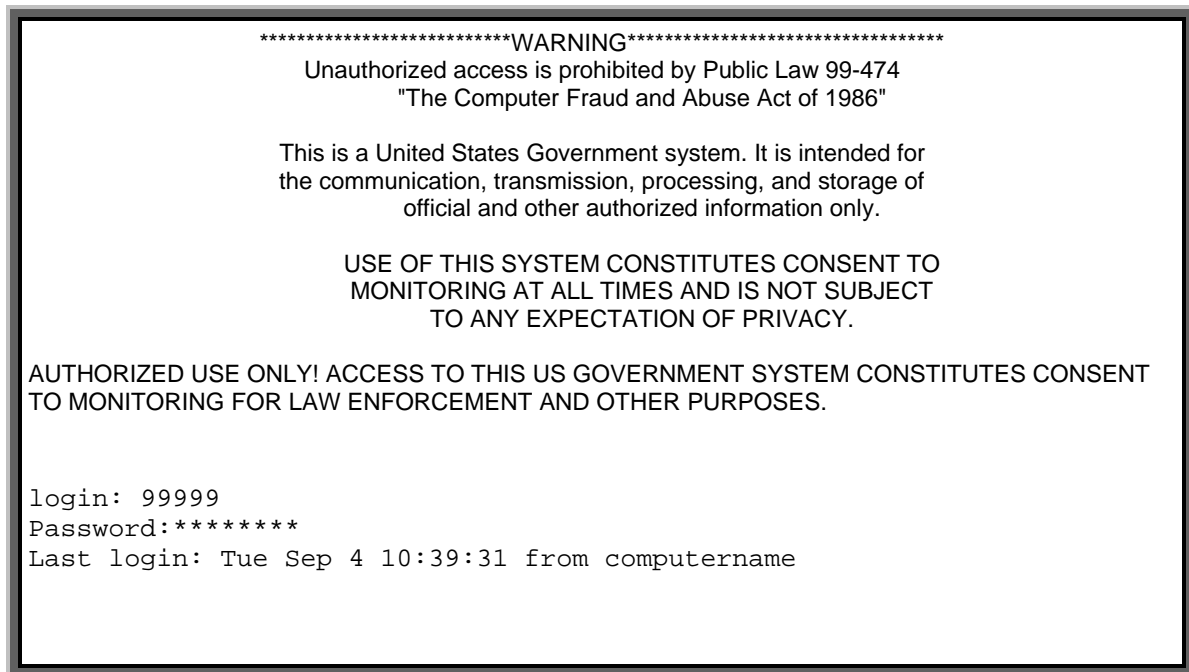 ***************************WARNING**********************************
Unauthorized access is prohibited by Public Law 99-474
"The Computer Fraud and Abuse Act of 1986"
This is a United States Government system. It is intended for
the communication, transmission, processing, and storage of
official and other authorized information only.
USE OF THIS SYSTEM CONSTITUTES CONSENT TO
MONITORING AT ALL TIMES AND IS NOT SUBJECT
TO ANY EXPECTATION OF PRIVACY.
AUTHORIZED USE ONLY! ACCESS TO THIS US GOVERNMENT SYSTEM CONSTITUTES CONSENT
TO MONITORING FOR LAW ENFORCEMENT AND OTHER PURPOSES.
login: 99999
Password:********
Last login: Tue Sep 4 10:39:31 from computername